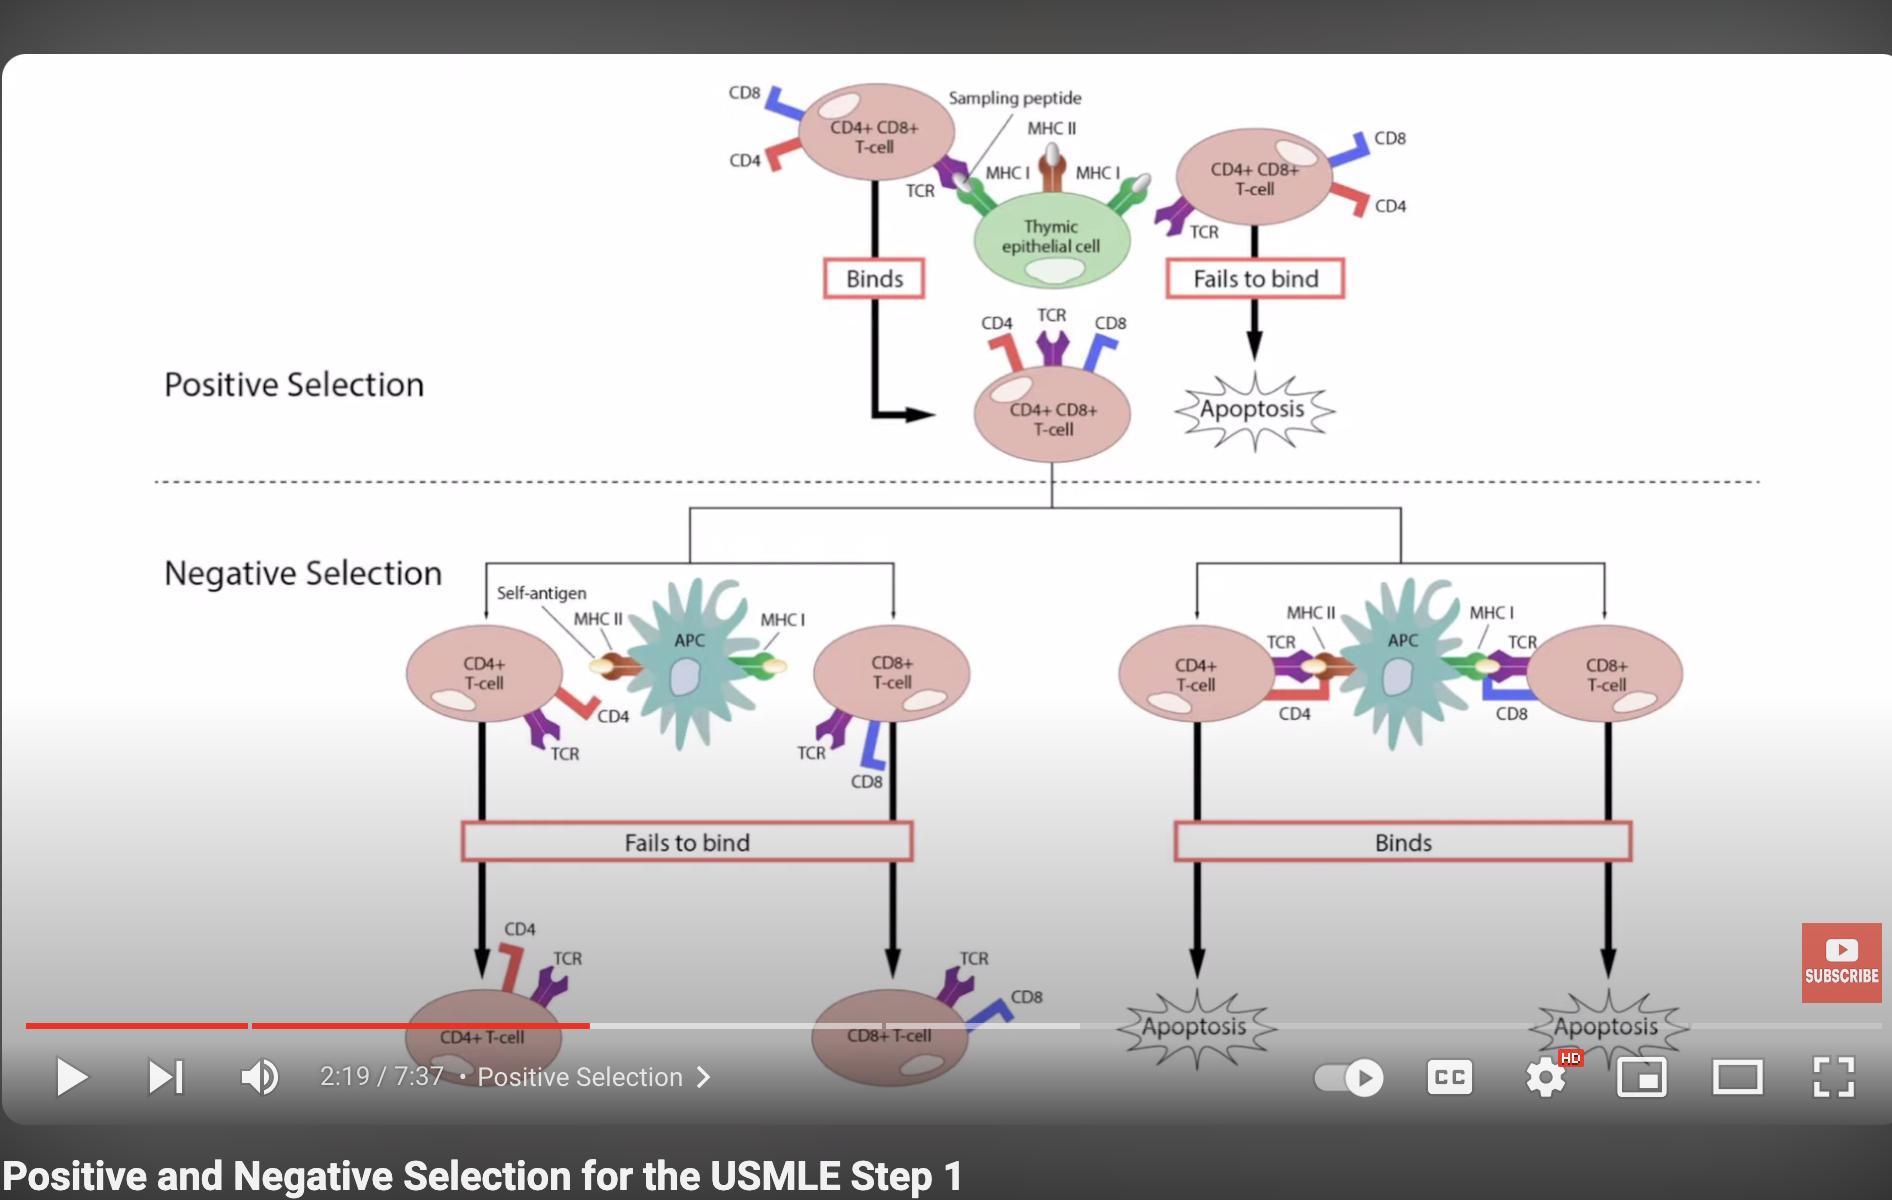 CD8
CD4
CD4+ CD8+
T-cell
TCR
Sampling peptide
MHC II
MHC I
MHC I
Thymic
epithelial cell
CD4+ CD8+
T-cell
CD8
CD4
TCR
Binds
Fails to bind
CD4
TCR
CD8
CD4+ CD8+
T-cell
Apoptosis
Positive Selection
Negative Selection
Self-antigen
MHC II
APC
MHC I
CD4+
T-cell
CD4
TCR
CD8+
T-cell
TCR
CD8
MHC II
APC
MHC I
TCR
TCR
CD4+
T-cell
CD8+
T-cell
CD4
CD8
Fails to bind
Binds
CD4
TCR
CD4+ T-cell
TCR
CD8
CD8+ T-cell
Apoptosis
Apoptosis
SUBSCRIBE
2:19 / 7:37 • Positive Selection
CC
HD
Positive and Negative Selection for the USMLE Step 1